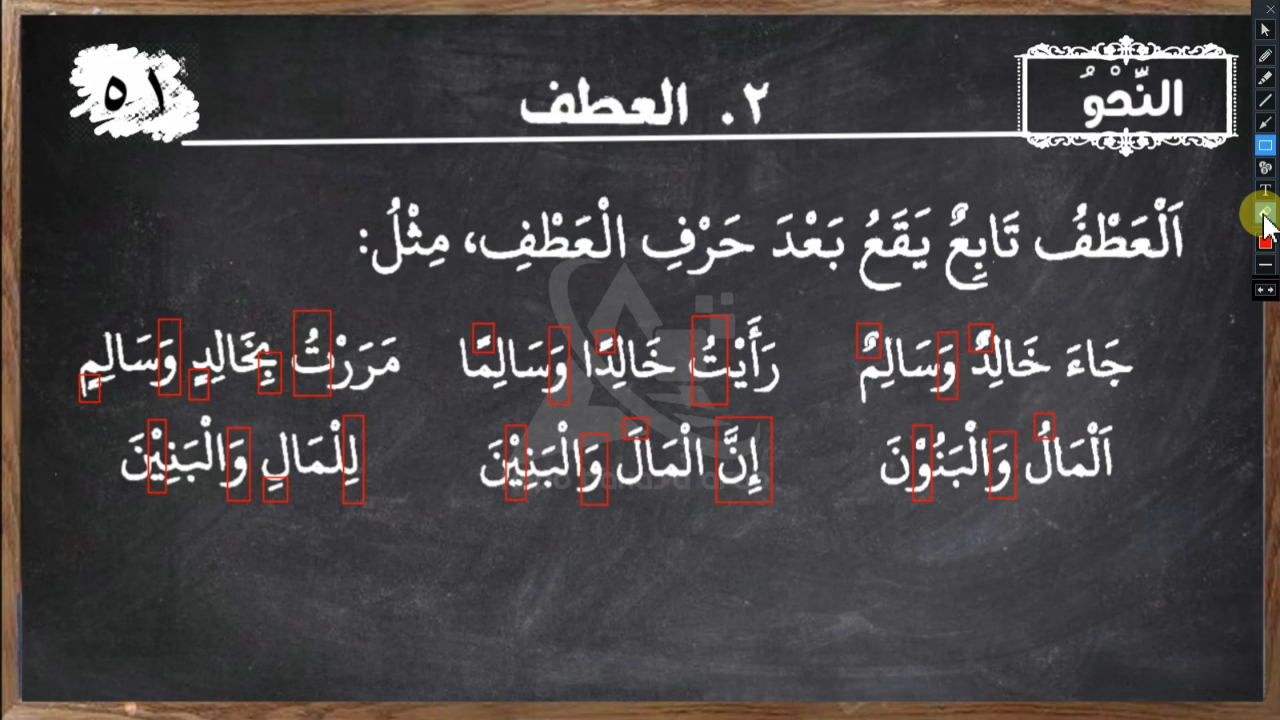 النَّحْوُ
٢. العطف
٥١
اَلْعَطْفُ تَابِعٌ يَقَعُ بَعْدَ حَرْفِ الْعَطْفِ، مِثْلُ:
جَاءَ خَالِدٌ وَسَالِمٌ رَأَيْتُ خَالِدًا وَسَالِمًا مَرَرْتُ بِخَالِدٍ وَسَالِمٍ
اَلْمَالُ وَالْبَنُوْنَ إِنَّ الْمَالَ وَالْبَنِيْنَ لِلْمَالِ وَالْبَنِيْنَ